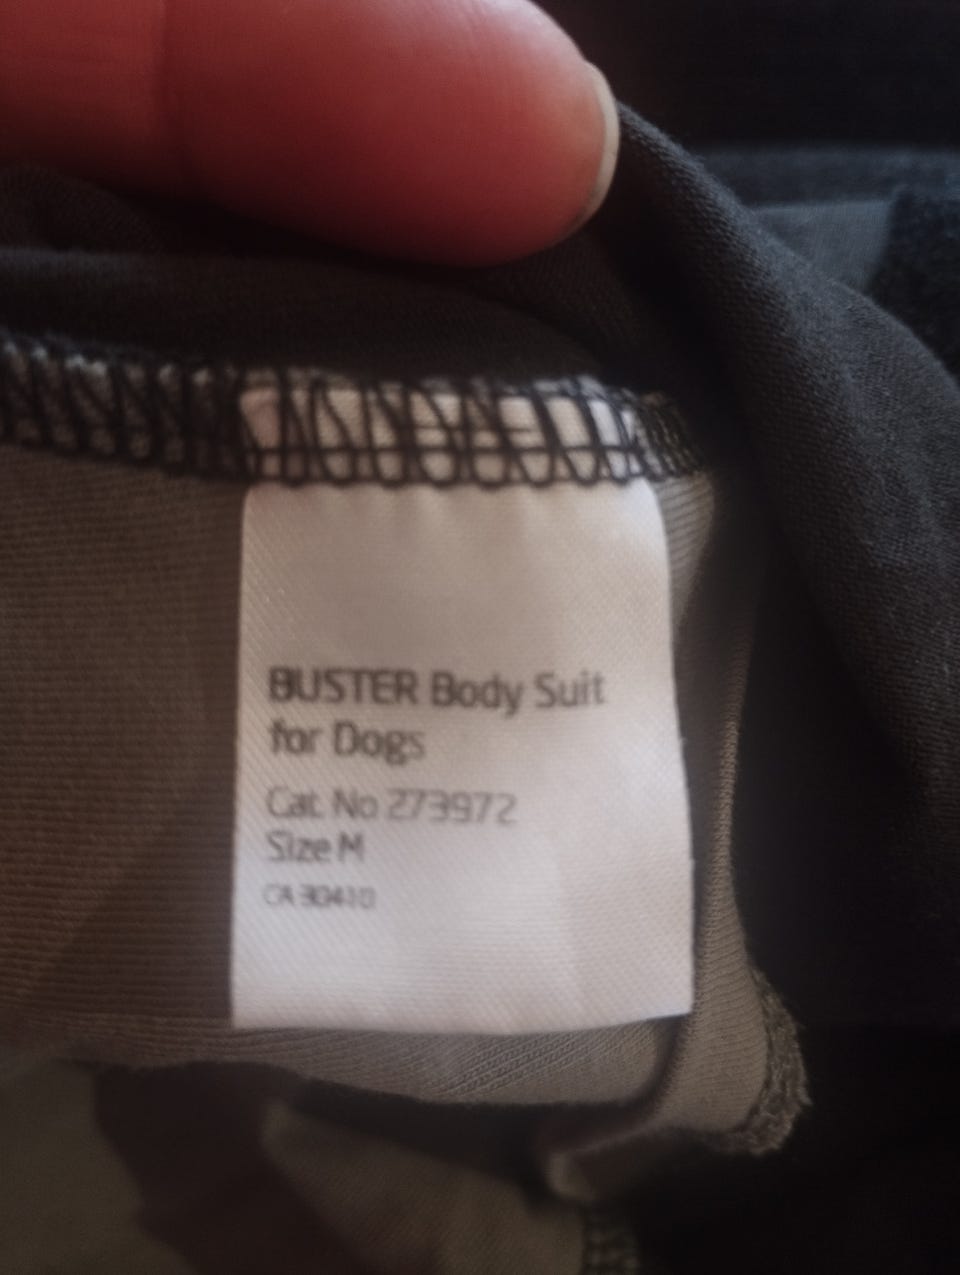 BUSTER Body Suit
for Dogs
Cat. No 273972
Size M
CA 30410